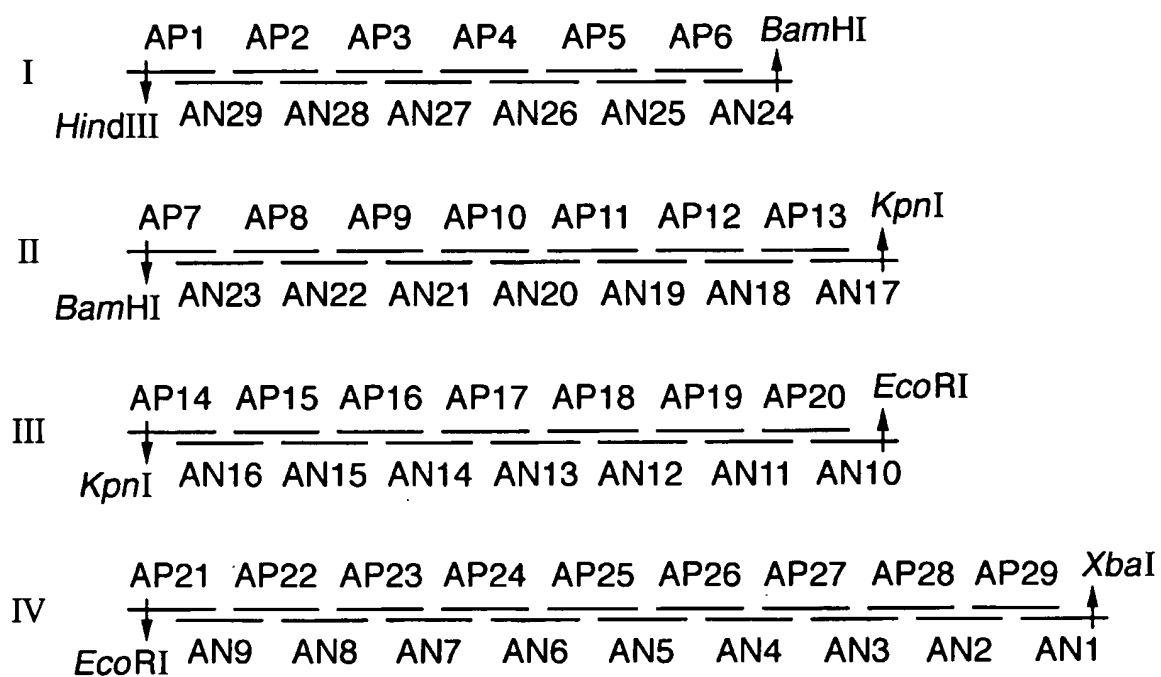 AP1 AP2 AP3 AP4 AP5 AP6 BamHI
I
HindIII AN29 AN28 AN27 AN26 AN25 AN24
AP7 AP8 AP9 AP10 AP11 AP12 AP13 KpnI
II
BamHI AN23 AN22 AN21 AN20 AN19 AN18 AN17
AP14 AP15 AP16 AP17 AP18 AP19 AP20 EcoRI
III
KpnI AN16 AN15 AN14 AN13 AN12 AN11 AN10
AP21 AP22 AP23 AP24 AP25 AP26 AP27 AP28 AP29 XbaI
IV
EcoRI AN9 AN8 AN7 AN6 AN5 AN4 AN3 AN2 AN1